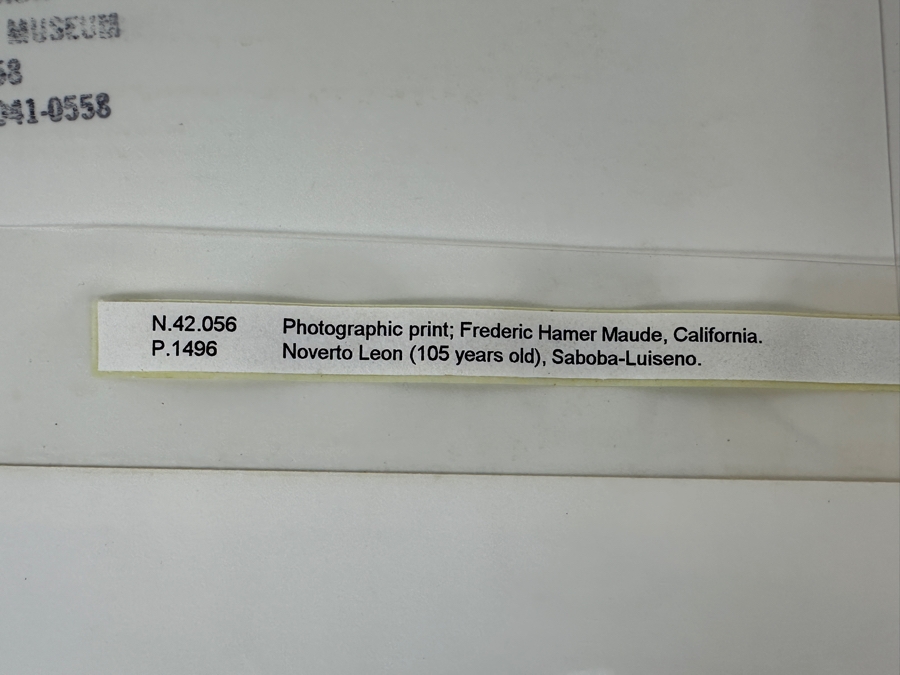 MUSEUM
58
041-0558
N.42.056 Photographic print; Frederic Hamer Maude, California.
P.1496 Noverto Leon (105 years old), Saboba-Luiseno.